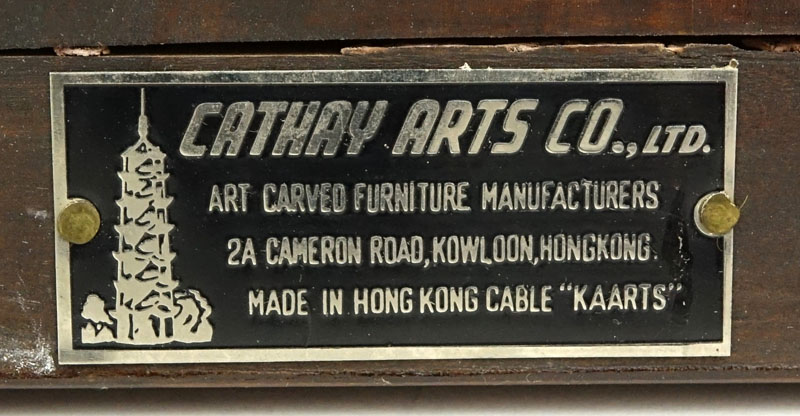 CATHAY ARTS CO., LTD.
ART CARVED FURNITURE MANUFACTURERS
2A CAMERON ROAD, KOWLOON, HONGKONG.
MADE IN HONG KONG CABLE "KAARTS"